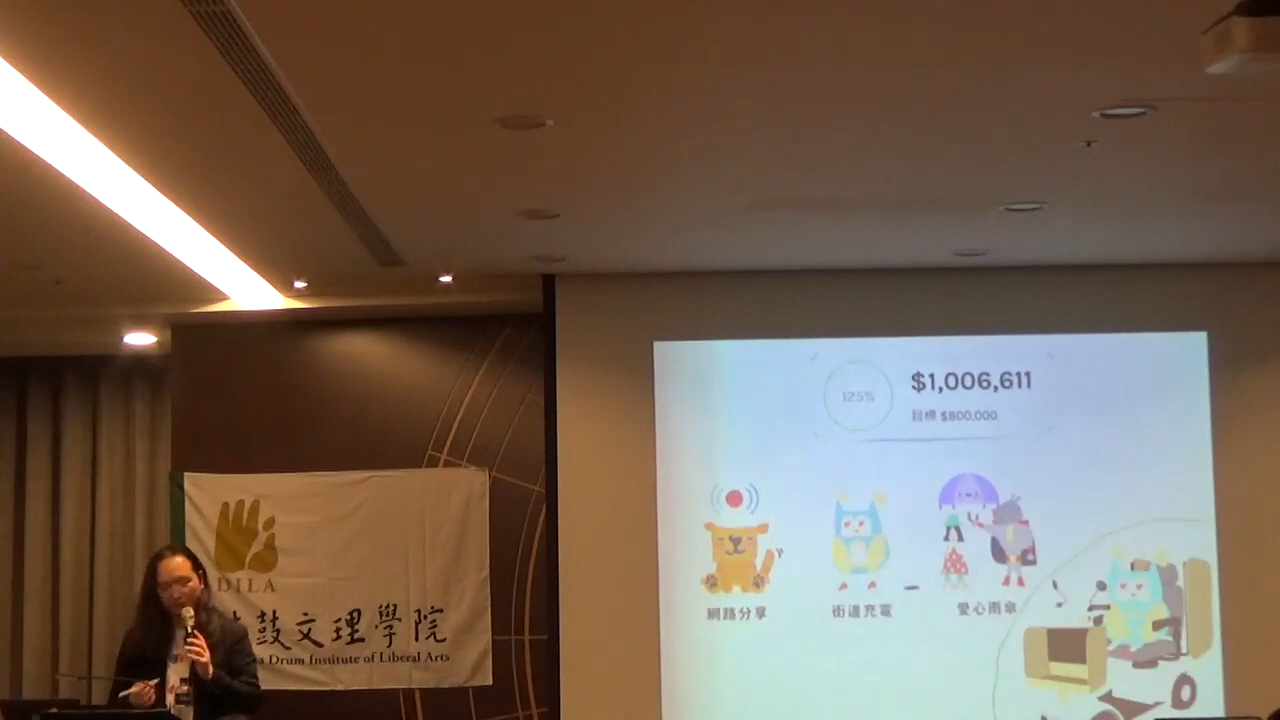 125%
$1,006,611
目標 $800,000
網路分享
街邊充電
愛心雨傘
DILA
鼓文理學院
Drum Institute of Liberal Arts